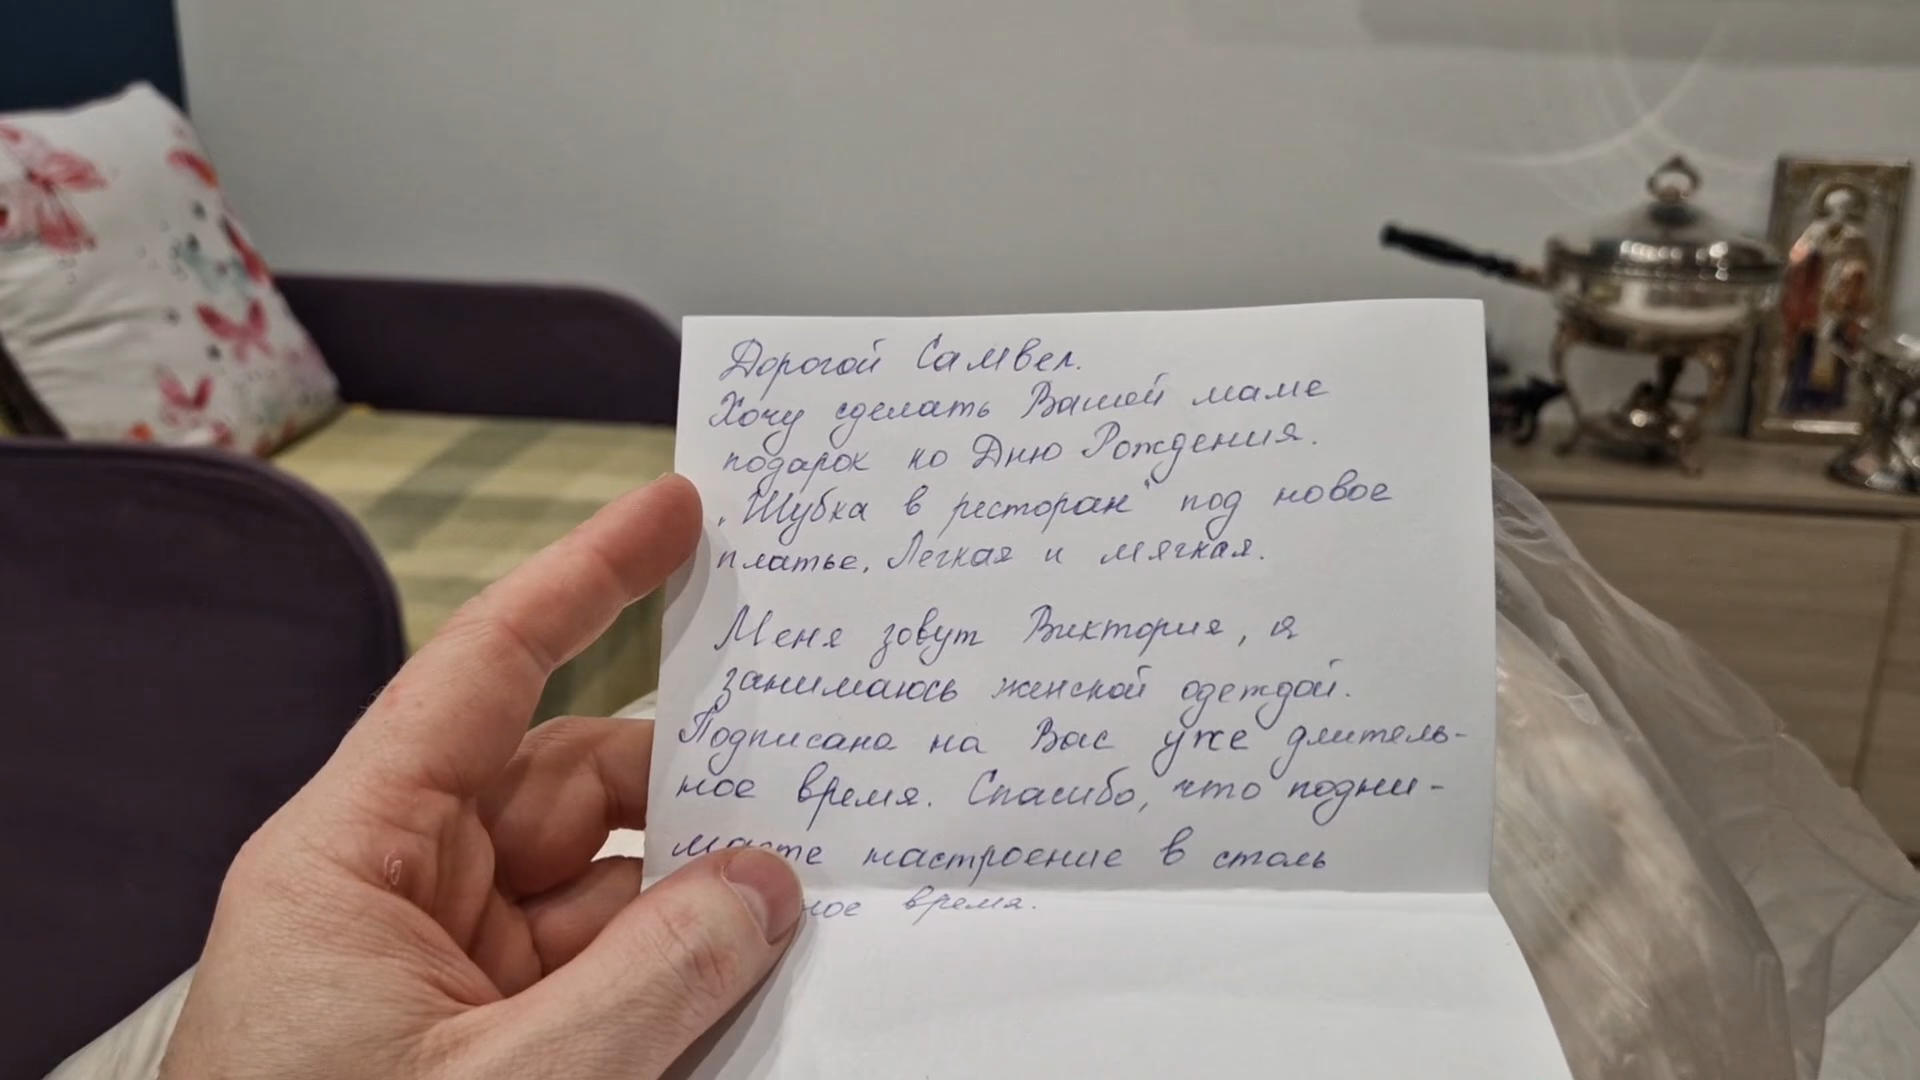 Дорогой Самвел.
Хочу сделать Вашей маме
подарок ко Дню Рождения.
"Шубка в ресторан" под новое
платье. Легкая и мягкая.
Меня зовут Виктория, я
занимаюсь женской одеждой.
Подписана на Вас уже длитель-
ное время. Спасибо, что подни-
маете настроение в столь
ное время.